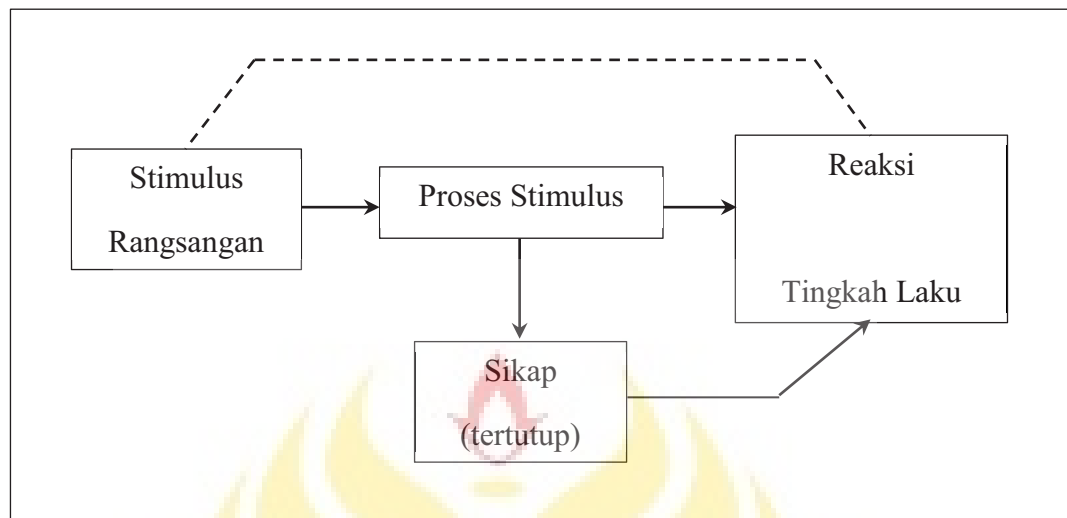 Stimulus
Rangsangan
Proses Stimulus
Reaksi
Tingkah Laku
Sikap
(tertutup)